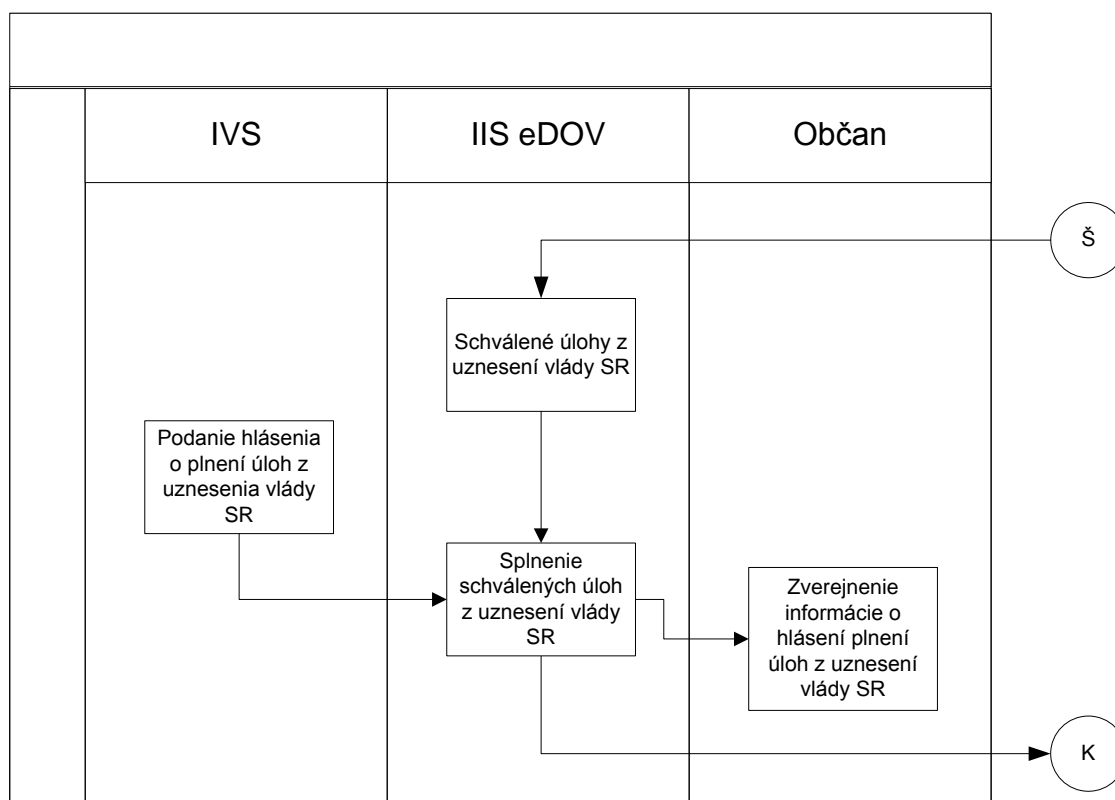 IVS
IIS eDOV
Občan
Š
Schválené úlohy z
uznesení vlády SR
Podanie hlásenia
o plnení úloh z
uznesenia vlády
SR
Splnenie
schválených úloh
z uznesení vlády
SR
Zverejnenie
informácie o
hlásení plnení
úloh z uznesení
vlády SR
K